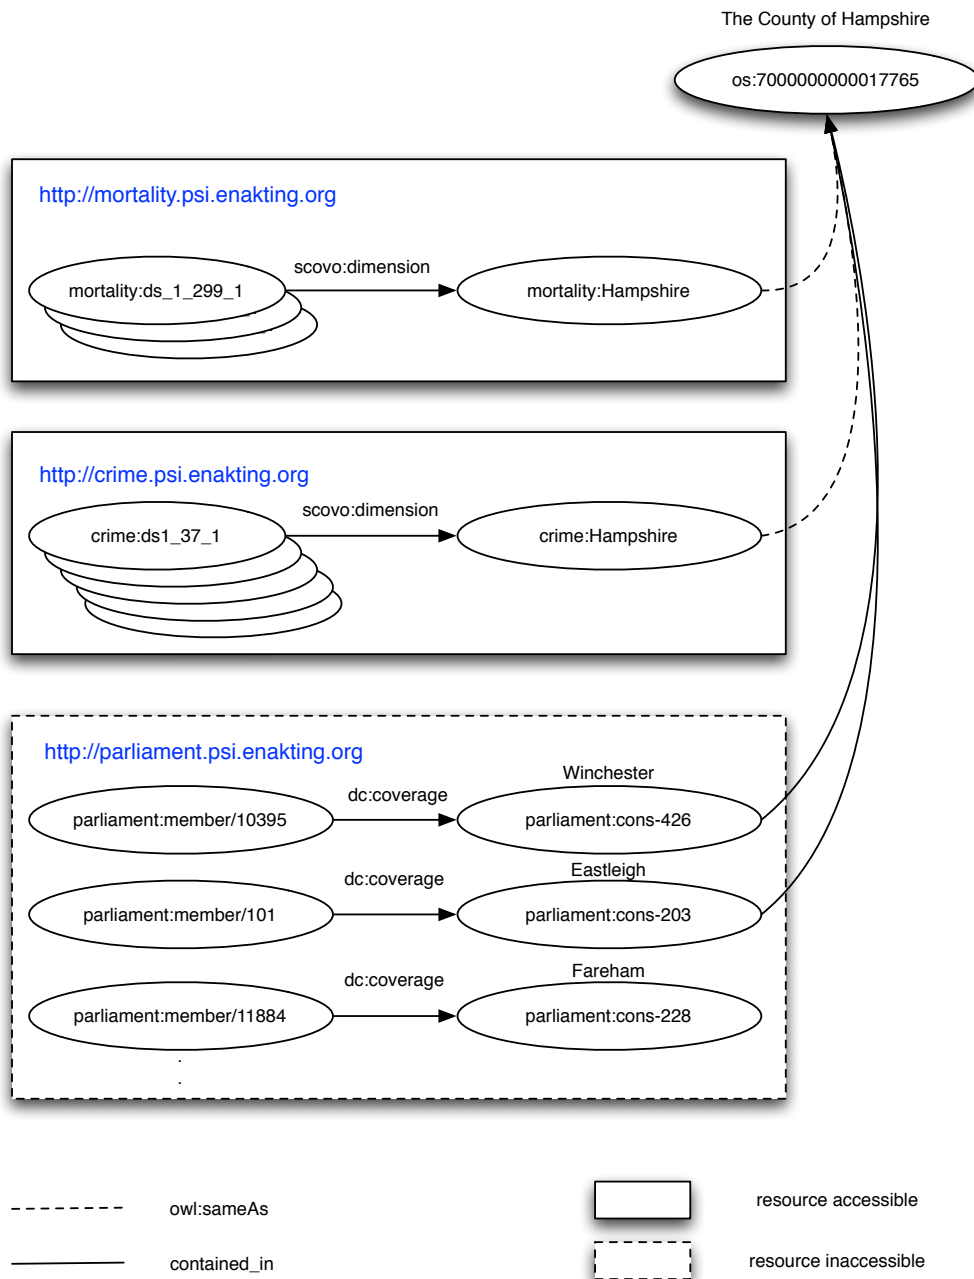 The County of Hampshire
os:7000000000017765
http://mortality.psi.enakting.org
scovo:dimension
mortality:ds_1_299_1
mortality:Hampshire
http://crime.psi.enakting.org
scovo:dimension
crime:ds1_37_1
crime:Hampshire
http://parliament.psi.enakting.org
Winchester
dc:coverage
parliament:member/10395
parliament:cons-426
Eastleigh
dc:coverage
parliament:member/101
parliament:cons-203
Fareham
dc:coverage
parliament:member/11884
parliament:cons-228
.
.
owl:sameAs
resource accessible
contained_in
resource inaccessible